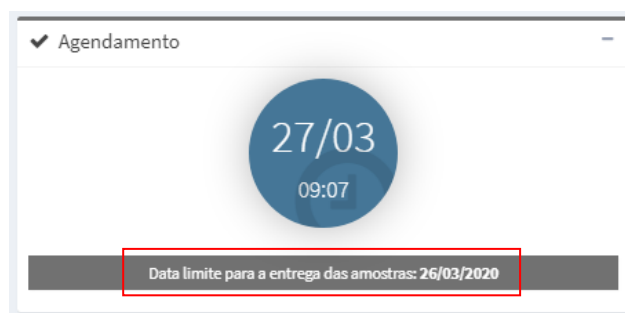 Agendamento
27/03
09:07
Data limite para a entrega das amostras: 26/03/2020